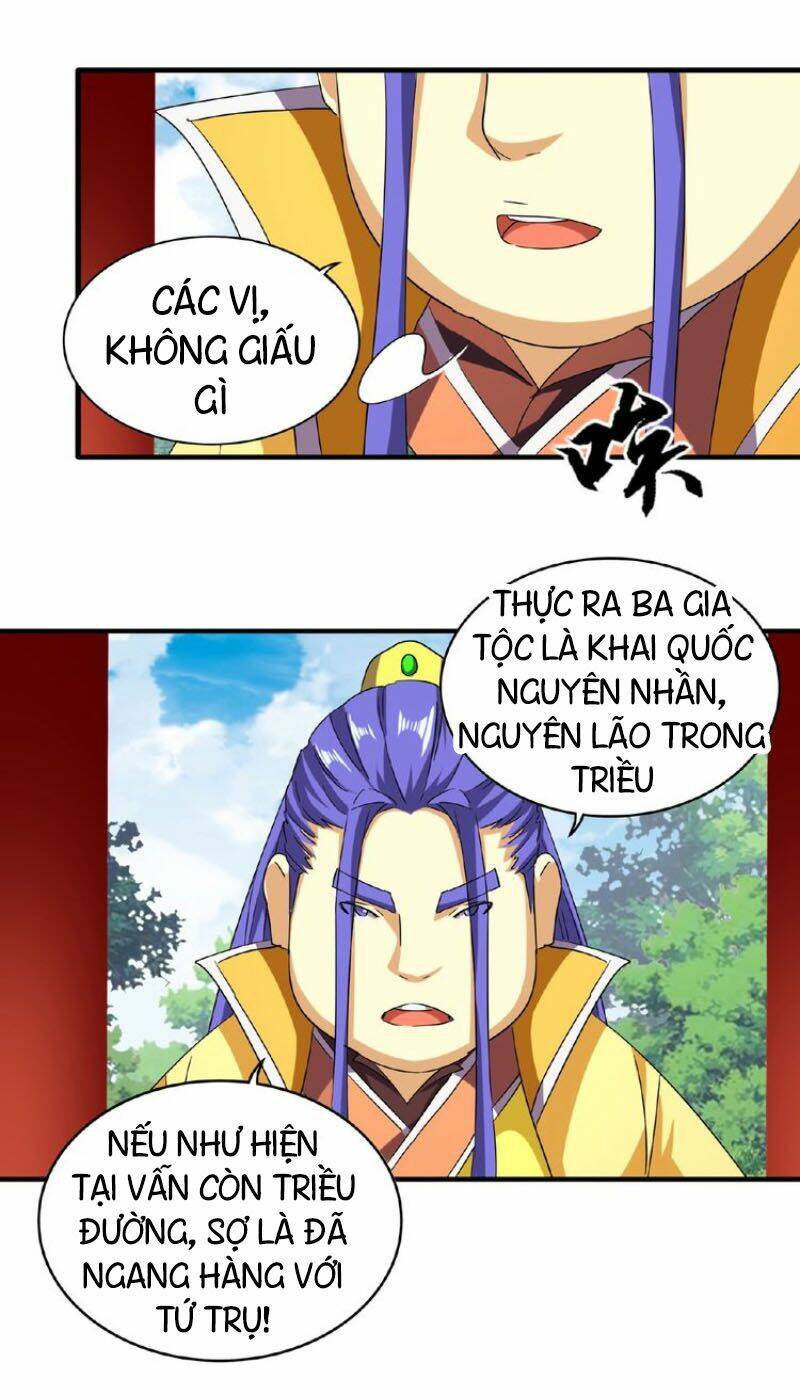 CÁC VỊ,
KHÔNG GIẤU
GÌ
咳
THỰC RA BA GIA
TỘC LÀ KHAI QUỐC
NGUYÊN NHẦN,
NGUYÊN LÃO TRONG
TRIỀU
NẾU NHƯ HIỆN
TẠI VẪN CÒN TRIỀU
ĐƯỜNG, SỢ LÀ ĐÃ
NGANG HÀNG VỚI
TỨ TRỤ!